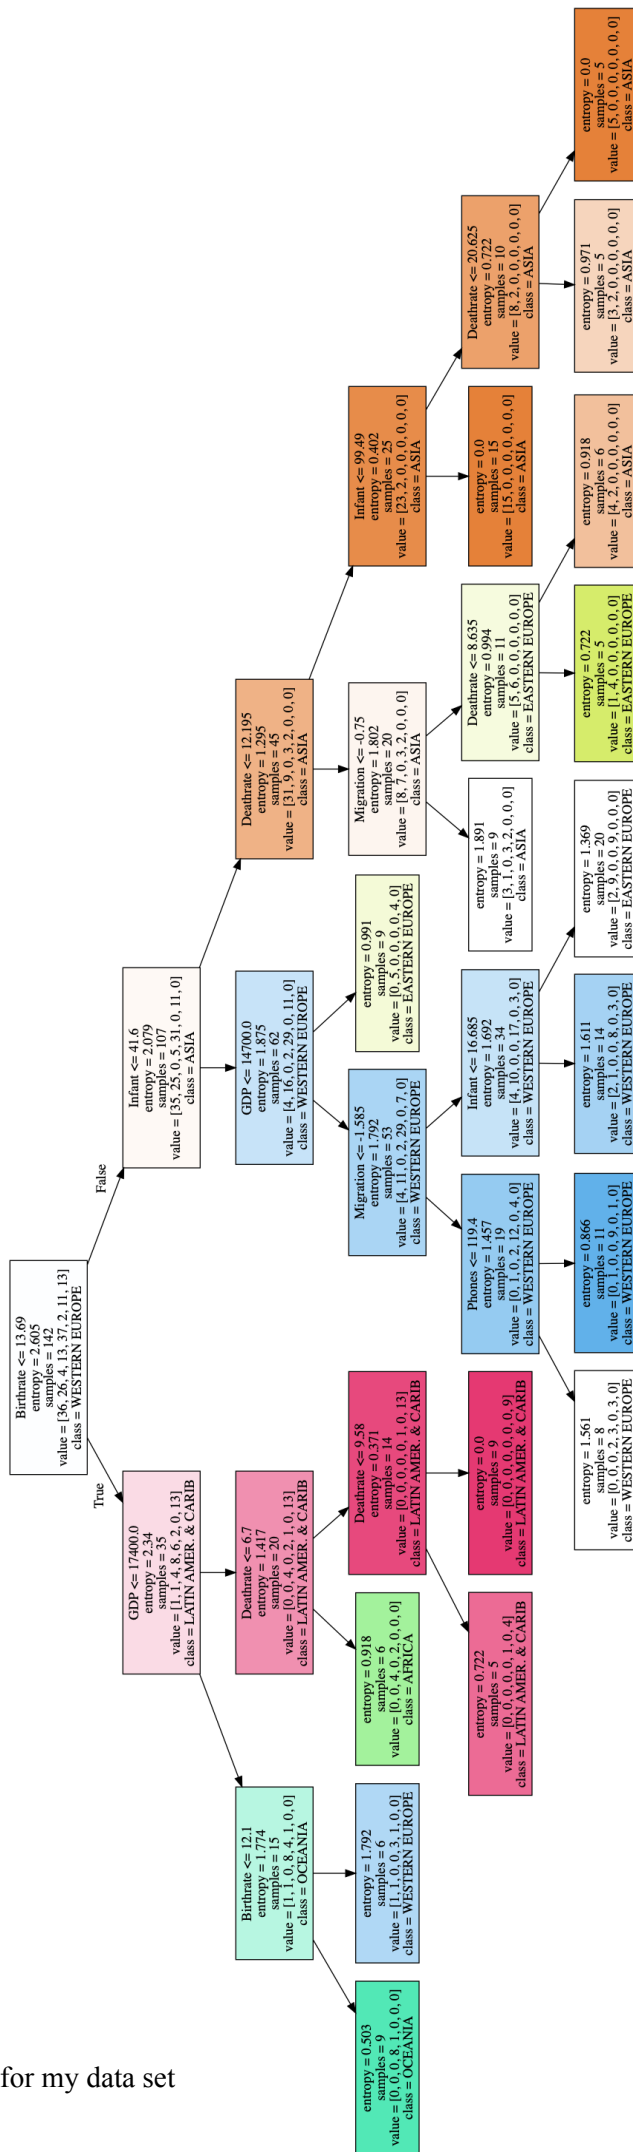 Birthrate <= 13.69
entropy = 2.605
samples = 142
value = [36, 26, 4, 13, 37, 2, 11, 13]
class = WESTERN EUROPE
True
False
GDP <= 17400.0
entropy = 2.34
samples = 35
value = [1, 1, 4, 8, 6, 2, 0, 13]
class = LATIN AMER. & CARIB
Infant <= 41.6
entropy = 2.079
samples = 107
value = [35, 25, 0, 5, 31, 0, 11, 0]
class = ASIA
Birthrate <= 12.1
entropy = 1.774
samples = 15
value = [1, 1, 0, 8, 4, 1, 0, 0]
class = OCEANIA
Deathrate <= 6.7
entropy = 1.417
samples = 20
value = [0, 0, 4, 0, 2, 1, 0, 13]
class = LATIN AMER. & CARIB
GDP <= 14700.0
entropy = 1.875
samples = 62
value = [4, 16, 0, 2, 29, 0, 11, 0]
class = WESTERN EUROPE
Deathrate <= 12.195
entropy = 1.295
samples = 45
value = [31, 9, 0, 3, 2, 0, 0, 0]
class = ASIA
entropy = 0.503
samples = 9
value = [0, 0, 0, 8, 1, 0, 0, 0]
class = OCEANIA
entropy = 1.792
samples = 6
value = [1, 1, 0, 0, 3, 1, 0, 0]
class = WESTERN EUROPE
entropy = 0.918
samples = 6
value = [0, 0, 4, 0, 2, 0, 0, 0]
class = AFRICA
Deathrate <= 9.58
entropy = 0.371
samples = 14
value = [0, 0, 0, 0, 0, 1, 0, 13]
class = LATIN AMER. & CARIB
Migration <= -1.585
entropy = 1.792
samples = 53
value = [4, 11, 0, 2, 29, 0, 7, 0]
class = WESTERN EUROPE
entropy = 0.991
samples = 9
value = [0, 5, 0, 0, 0, 0, 4, 0]
class = EASTERN EUROPE
Migration <= -0.75
entropy = 1.802
samples = 20
value = [8, 7, 0, 3, 2, 0, 0, 0]
class = ASIA
Infant <= 99.49
entropy = 0.402
samples = 25
value = [23, 2, 0, 0, 0, 0, 0, 0]
class = ASIA
entropy = 0.722
samples = 5
value = [0, 0, 0, 0, 0, 1, 0, 4]
class = LATIN AMER. & CARIB
entropy = 0.0
samples = 9
value = [0, 0, 0, 0, 0, 0, 0, 9]
class = LATIN AMER. & CARIB
Phones <= 119.4
entropy = 1.457
samples = 19
value = [0, 1, 0, 2, 12, 0, 4, 0]
class = WESTERN EUROPE
Infant <= 16.685
entropy = 1.692
samples = 34
value = [4, 10, 0, 0, 17, 0, 3, 0]
class = WESTERN EUROPE
entropy = 1.891
samples = 9
value = [3, 1, 0, 3, 2, 0, 0, 0]
class = ASIA
Deathrate <= 8.635
entropy = 0.994
samples = 11
value = [5, 6, 0, 0, 0, 0, 0, 0]
class = EASTERN EUROPE
entropy = 0.0
samples = 15
value = [15, 0, 0, 0, 0, 0, 0, 0]
class = ASIA
Deathrate <= 20.625
entropy = 0.722
samples = 10
value = [8, 2, 0, 0, 0, 0, 0, 0]
class = ASIA
entropy = 1.561
samples = 8
value = [0, 0, 0, 2, 3, 0, 3, 0]
class = WESTERN EUROPE
entropy = 0.866
samples = 11
value = [0, 1, 0, 0, 9, 0, 1, 0]
class = WESTERN EUROPE
entropy = 1.611
samples = 14
value = [2, 1, 0, 0, 8, 0, 3, 0]
class = WESTERN EUROPE
entropy = 1.369
samples = 20
value = [2, 9, 0, 0, 9, 0, 0, 0]
class = EASTERN EUROPE
entropy = 0.722
samples = 5
value = [1, 4, 0, 0, 0, 0, 0, 0]
class = EASTERN EUROPE
entropy = 0.918
samples = 6
value = [4, 2, 0, 0, 0, 0, 0, 0]
class = ASIA
entropy = 0.971
samples = 5
value = [3, 2, 0, 0, 0, 0, 0, 0]
class = ASIA
entropy = 0.0
samples = 5
value = [5, 0, 0, 0, 0, 0, 0, 0]
class = ASIA
for my data set